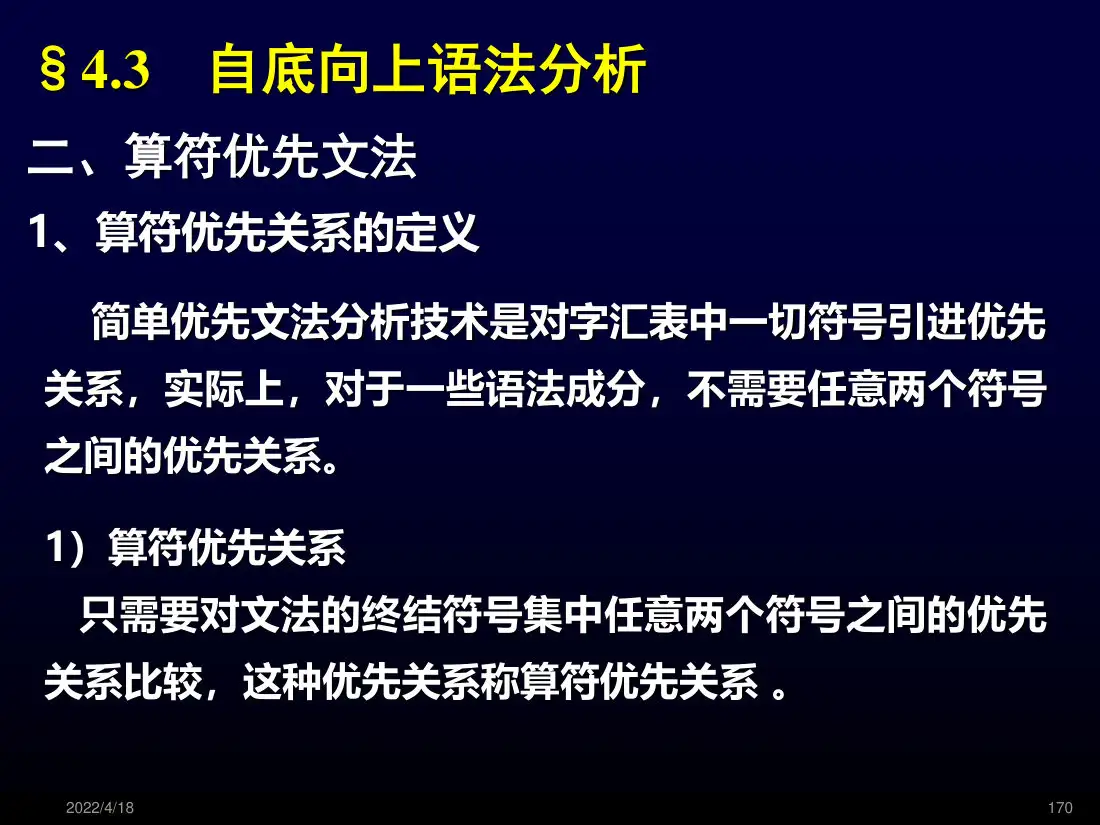 §4.3 自底向上语法分析
二、算符优先文法
1、算符优先关系的定义
简单优先文法分析技术是对字汇表中一切符号引进优先
关系，实际上，对于一些语法成分，不需要任意两个符号
之间的优先关系。
1）算符优先关系
只需要对文法的终结符号集中任意两个符号之间的优先
关系比较，这种优先关系称算符优先关系 。
2022/4/18
170